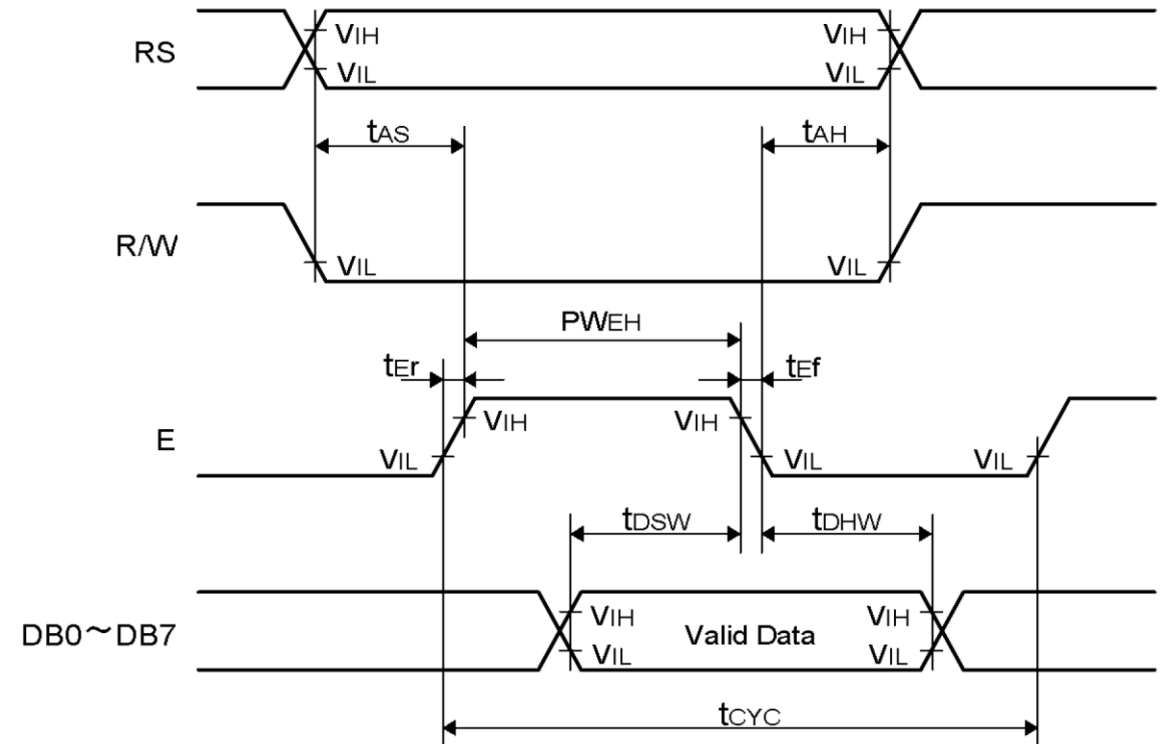 RS
VIH
VIH
VIL
VIL
tAS
tAH
R/W
VIL
VIL
PWEH
tEr
tEf
E
VIH
VIH
VIL
VIL
VIL
tDSW
tDHW
DB0～DB7
VIH
VIH
Valid Data
VIL
VIL
tCYC